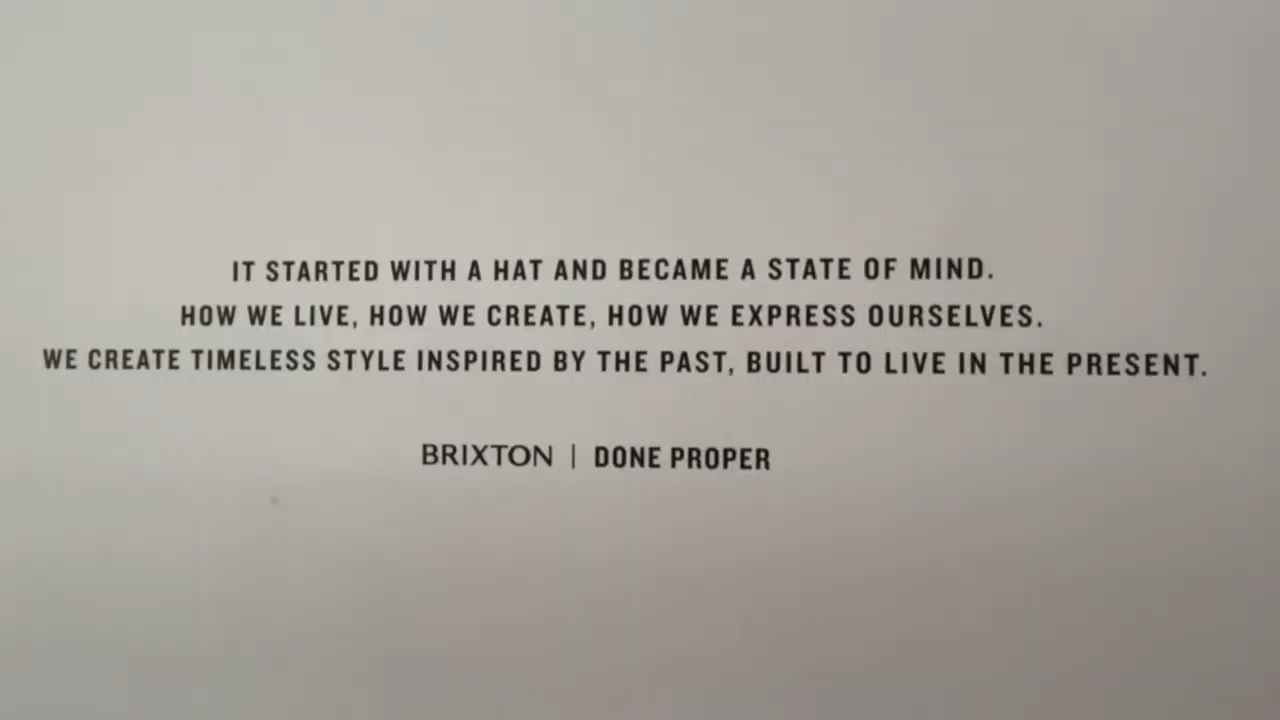 IT STARTED WITH A HAT AND BECAME A STATE OF MIND.
HOW WE LIVE, HOW WE CREATE, HOW WE EXPRESS OURSELVES.
WE CREATE TIMELESS STYLE INSPIRED BY THE PAST, BUILT TO LIVE IN THE PRESENT.
BRIXTON | DONE PROPER